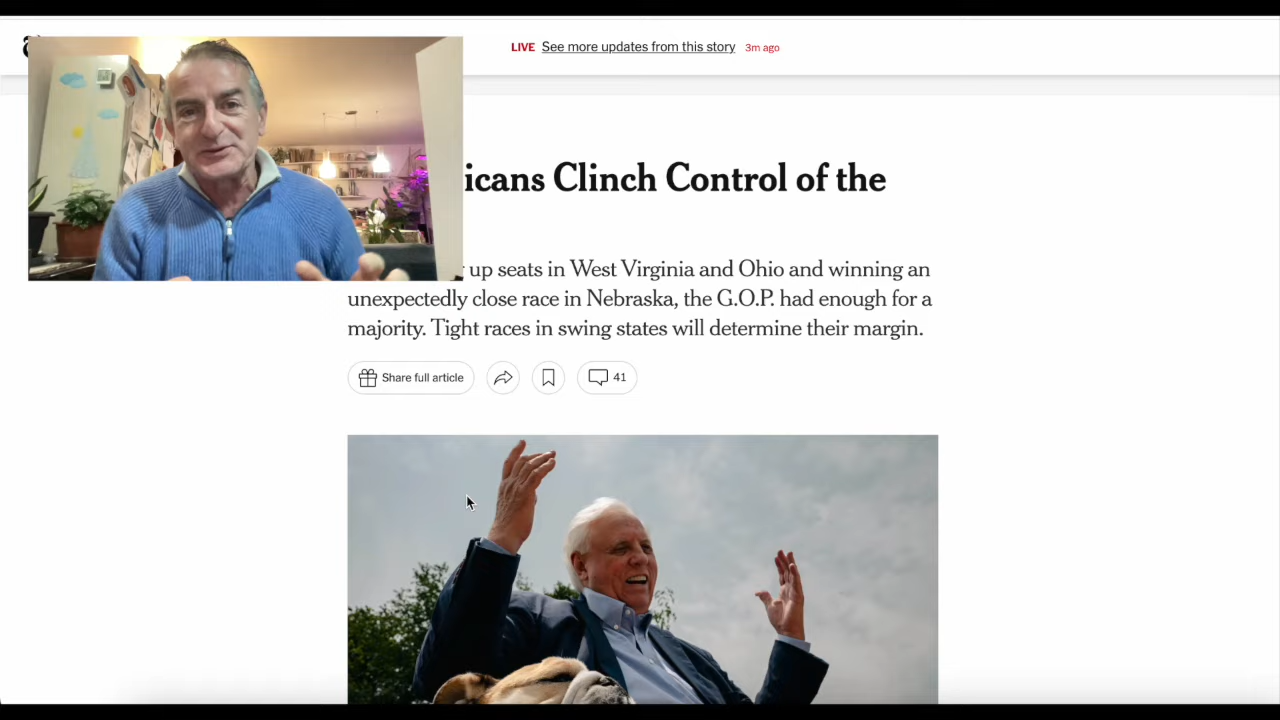 LIVE See more updates from this story 3m ago
icans Clinch Control of the
up seats in West Virginia and Ohio and winning an
unexpectedly close race in Nebraska, the G.O.P. had enough for a
majority. Tight races in swing states will determine their margin.
Share full article
41